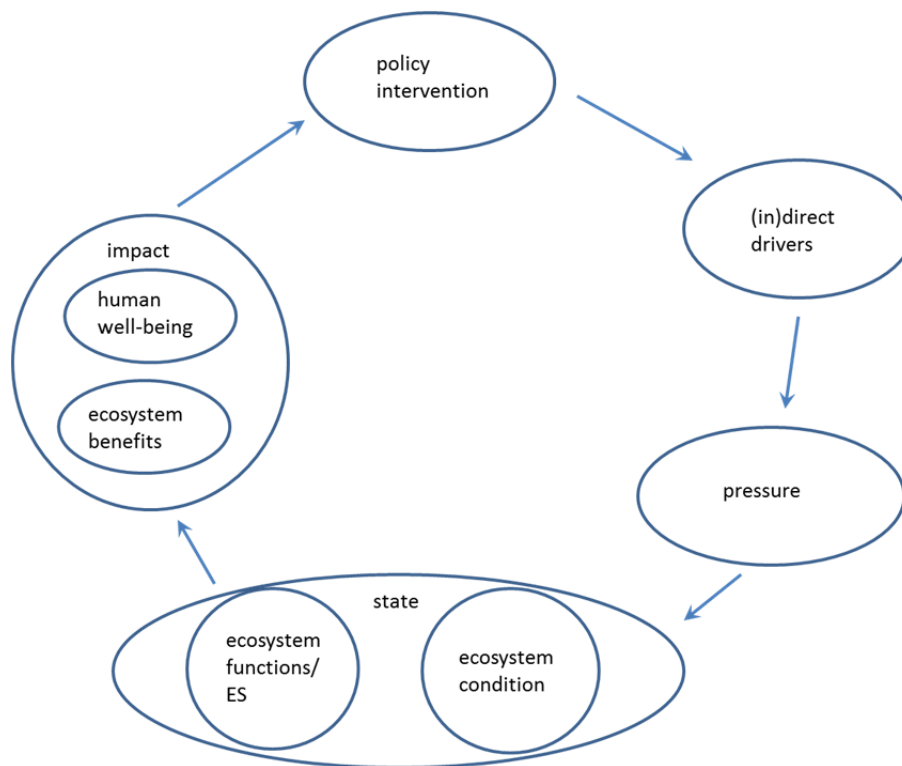 policy
intervention
(in)direct
drivers
pressure
state
ecosystem
functions/
ES
ecosystem
condition
impact
human
well-being
ecosystem
benefits